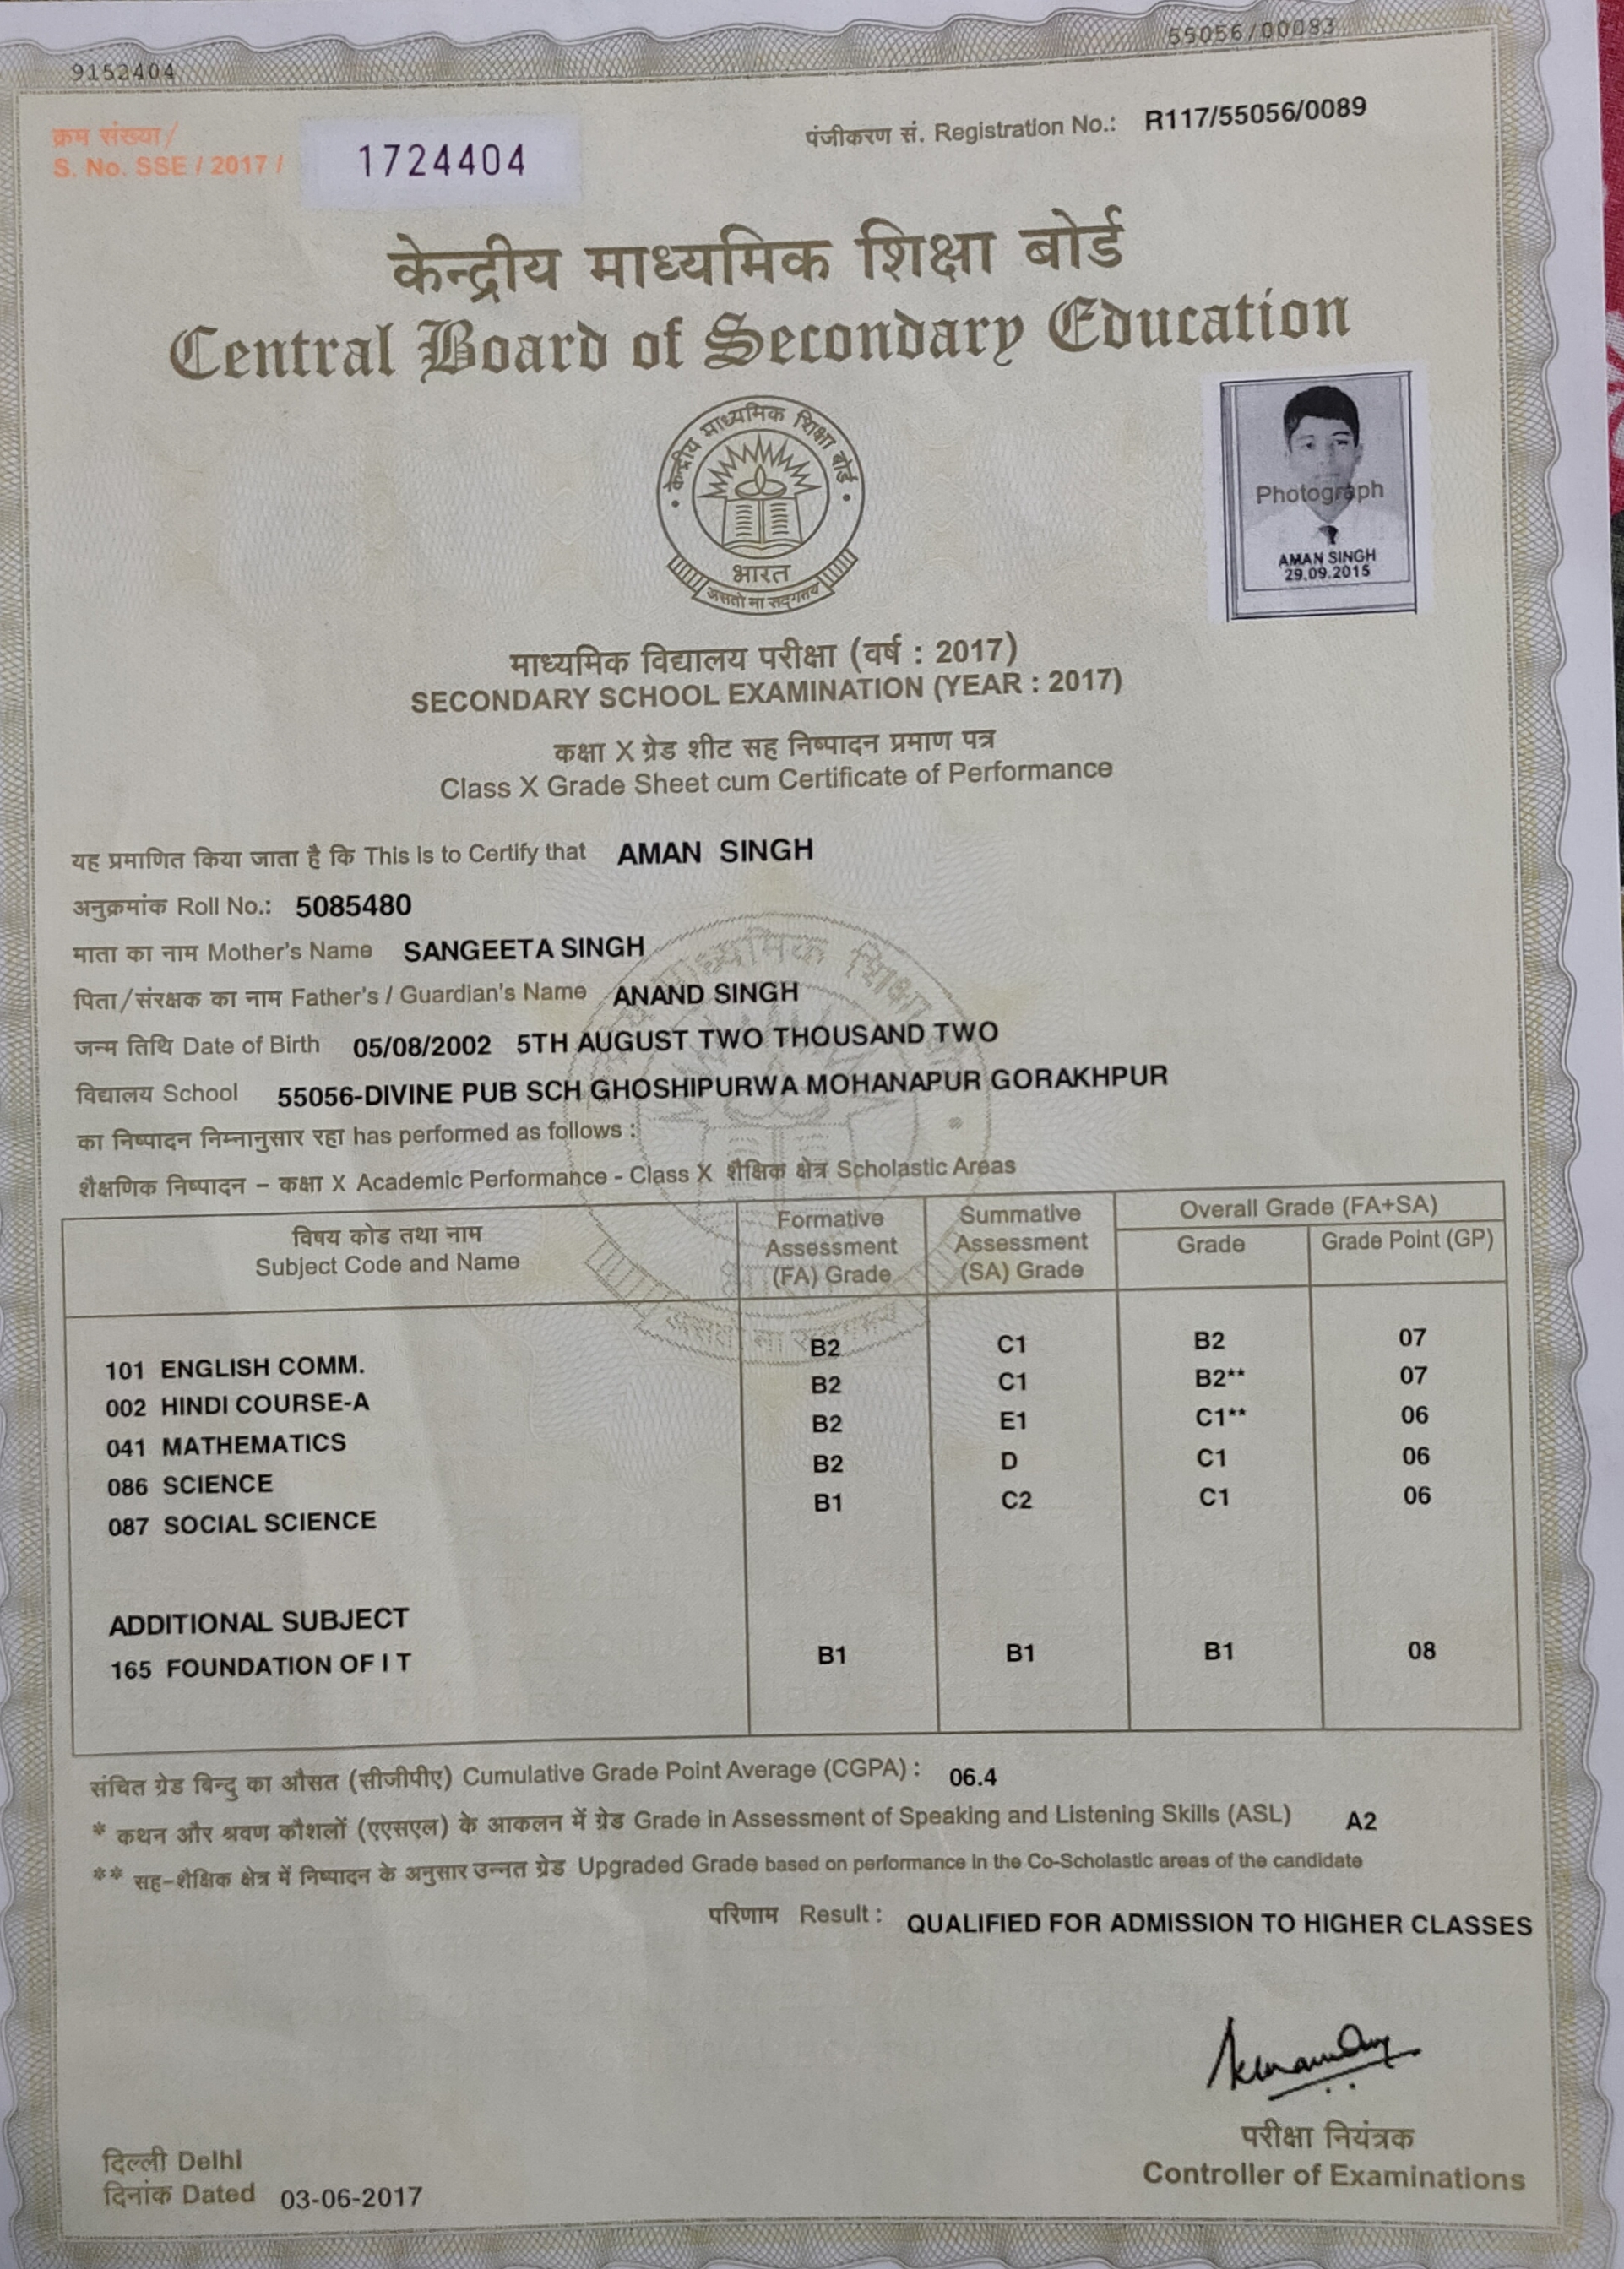 9152404
55056/00083
क्रम संख्या/
S. No. SSE / 2017 /
1724404
पंजीकरण सं. Registration No.: R117/55056/0089
केन्द्रीय माध्यमिक शिक्षा बोर्ड
Central Board of Secondary Education
केन्द्रीय माध्यमिक शिक्षा बोर्ड
भारत
असतो मा सद्गमय
Photograph
AMAN SINGH
29.09.2015
माध्यमिक विद्यालय परीक्षा (वर्ष : 2017)
SECONDARY SCHOOL EXAMINATION (YEAR : 2017)
कक्षा X ग्रेड शीट सह निष्पादन प्रमाण पत्र
Class X Grade Sheet cum Certificate of Performance
यह प्रमाणित किया जाता है कि This is to Certify that AMAN SINGH
अनुक्रमांक Roll No.: 5085480
माता का नाम Mother's Name SANGEETA SINGH
पिता/संरक्षक का नाम Father's / Guardian's Name ANAND SINGH
जन्म तिथि Date of Birth 05/08/2002 5TH AUGUST TWO THOUSAND TWO
विद्यालय School 55056-DIVINE PUB SCH GHOSHIPURWA MOHANAPUR GORAKHPUR
का निष्पादन निम्नानुसार रहा has performed as follows :
शैक्षणिक निष्पादन – कक्षा X Academic Performance - Class X शैक्षिक क्षेत्र Scholastic Areas
विषय कोड तथा नाम
Subject Code and Name
Formative
Assessment
(FA) Grade
Summative
Assessment
(SA) Grade
Overall Grade (FA+SA)
Grade
Grade Point (GP)
101 ENGLISH COMM. B2 C1 B2 07
002 HINDI COURSE-A B2 C1 B2** 07
041 MATHEMATICS B2 E1 C1** 06
086 SCIENCE B2 D C1 06
087 SOCIAL SCIENCE B1 C2 C1 06
ADDITIONAL SUBJECT
165 FOUNDATION OF I T B1 B1 B1 08
संचित ग्रेड बिन्दु का औसत (सीजीपीए) Cumulative Grade Point Average (CGPA) : 06.4
* कथन और श्रवण कौशलों (एएसएल) के आकलन में ग्रेड Grade in Assessment of Speaking and Listening Skills (ASL) A2
** सह-शैक्षिक क्षेत्र में निष्पादन के अनुसार उन्नत ग्रेड Upgraded Grade based on performance in the Co-Scholastic areas of the candidate
परिणाम Result : QUALIFIED FOR ADMISSION TO HIGHER CLASSES
परीक्षा नियंत्रक
Controller of Examinations
दिल्ली Delhi
दिनांक Dated 03-06-2017